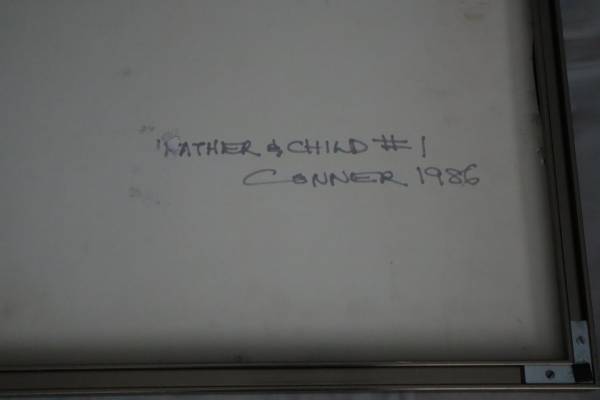 "FATHER & CHILD #1
CONNER 1986